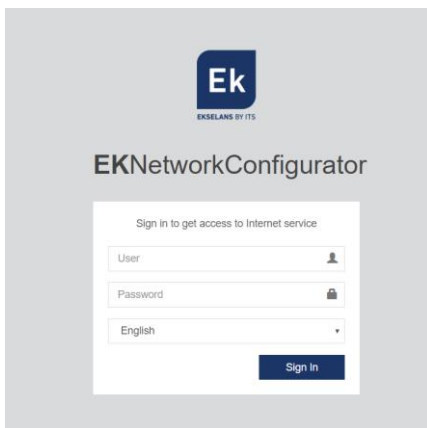 Ek
EKSELANS BY ITS
EKNetworkConfigurator
Sign in to get access to Internet service
User
Password
English
Sign In